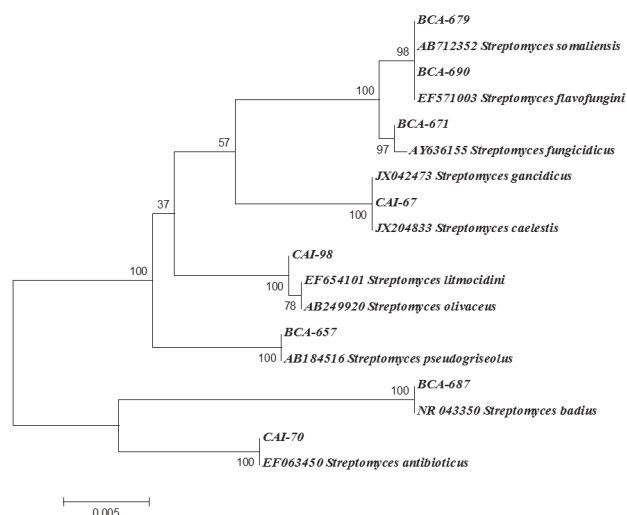 BCA-679
98
AB712352 Streptomyces somaliensis
BCA-690
100
EF571003 Streptomyces flavofungini
BCA-671
57
97
AY636155 Streptomyces fungicidicus
JX042473 Streptomyces gancidicus
CAI-67
37
100
JX204833 Streptomyces caelestis
CAI-98
100
EF654101 Streptomyces litmocidini
100
78
AB249920 Streptomyces olivaceus
BCA-657
100
AB184516 Streptomyces pseudogriseolus
BCA-687
100
NR 043350 Streptomyces badius
CAI-70
100
EF063450 Streptomyces antibioticus
0.005